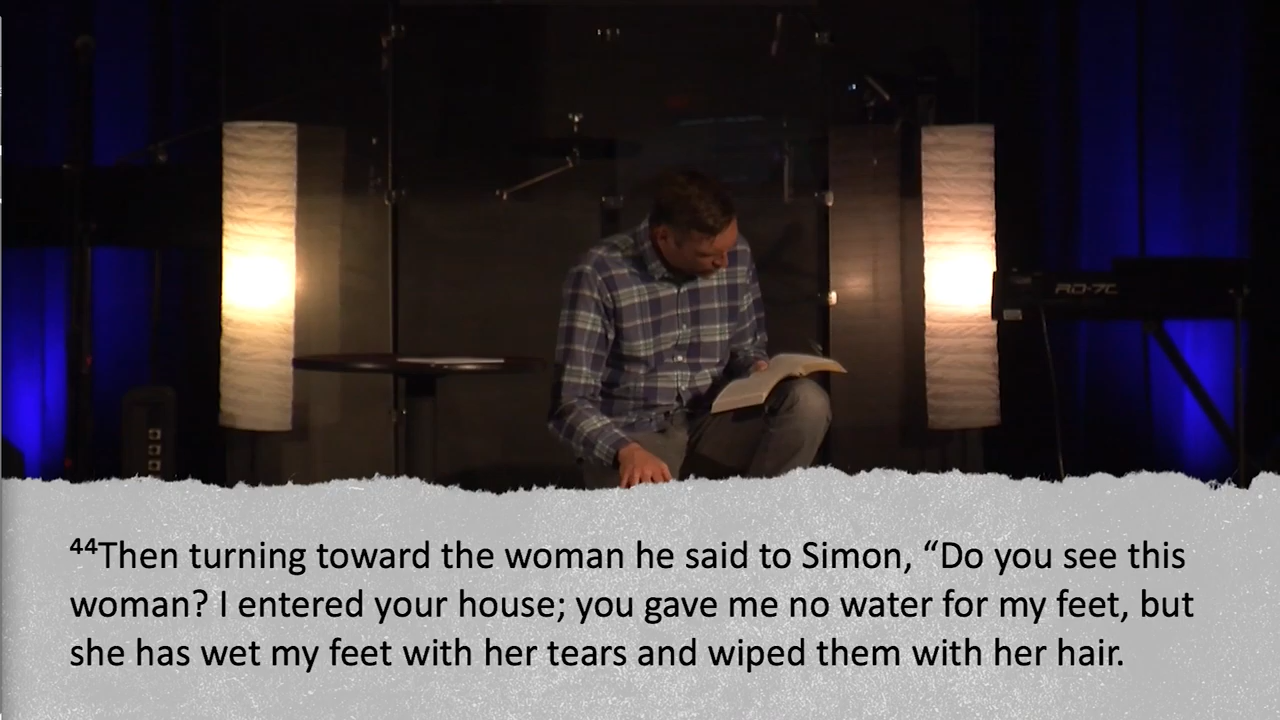 RD-70
⁴⁴Then turning toward the woman he said to Simon, “Do you see this
woman? I entered your house; you gave me no water for my feet, but
she has wet my feet with her tears and wiped them with her hair.